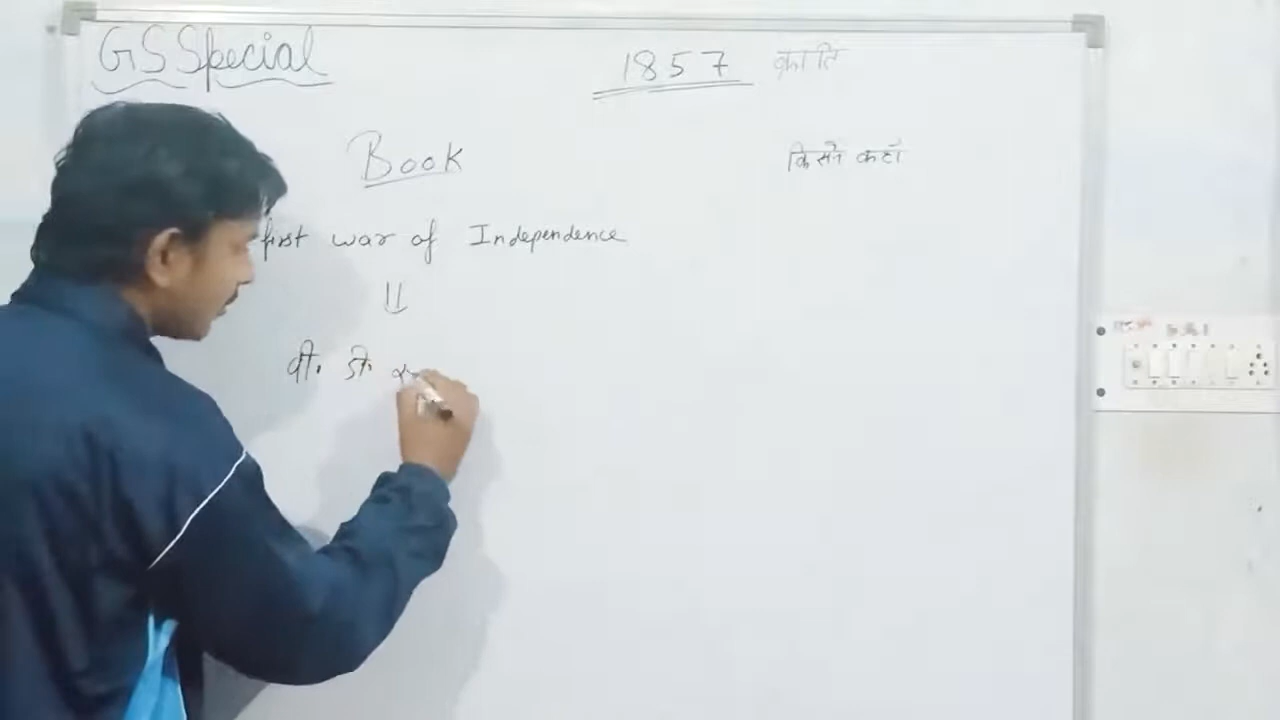 GS Special
1857 क्रांति
Book
किसने कहाँ
first war of Independence
वी. डी.